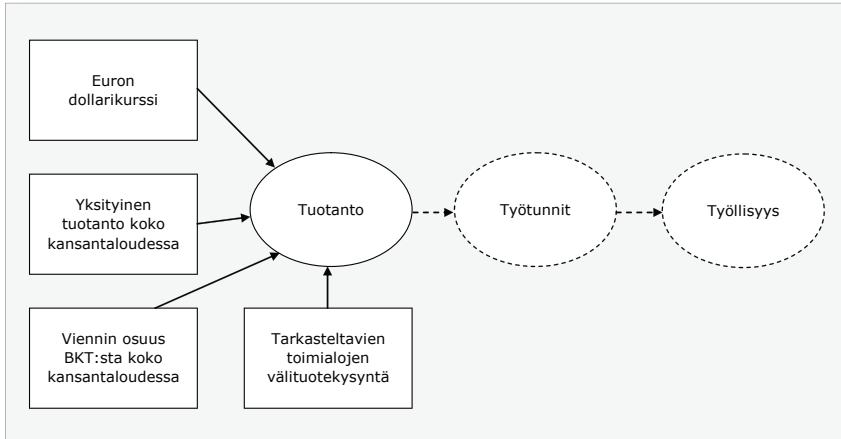 Euron
dollarikurssi
Yksityinen
tuotanto koko
kansantaloudessa
Tuotanto
Työtunnit
Työllisyys
Viennin osuus
BKT:sta koko
kansantaloudessa
Tarkasteltavien
toimialojen
välituotekysyntä